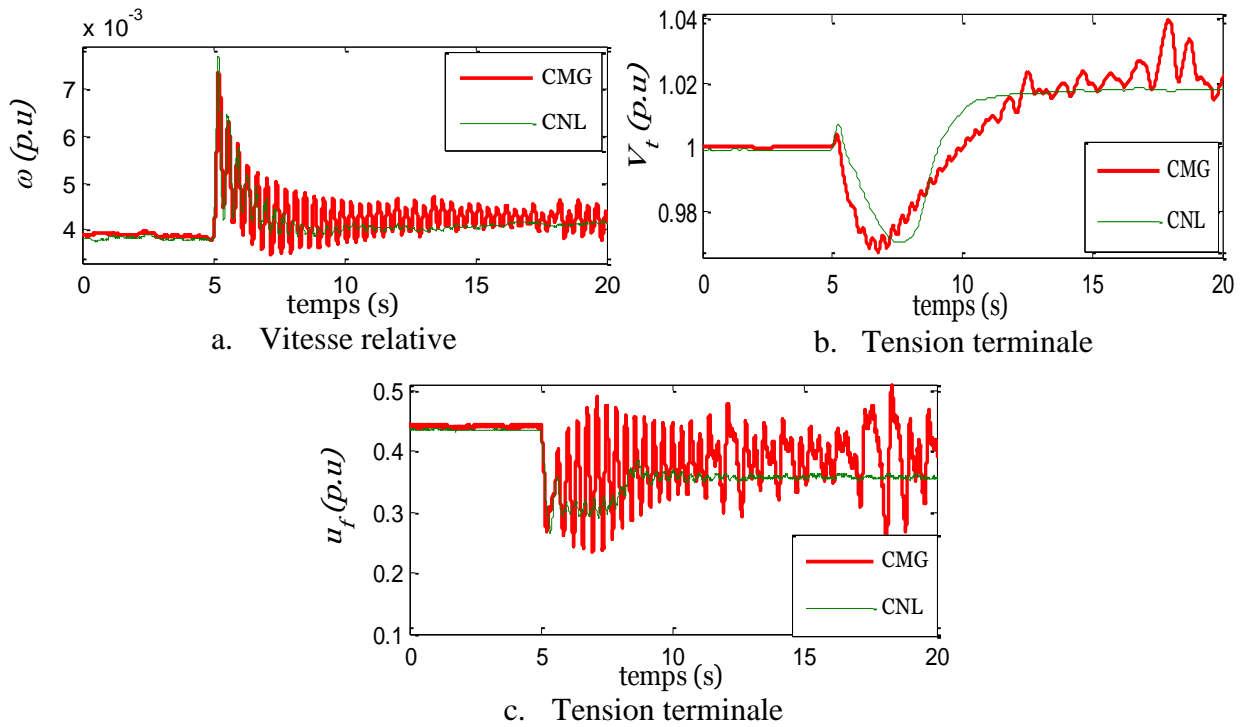 x 10⁻³
7
6
5
4
0 5 10 15 20
ω (p.u)
CMG
CNL
temps (s)
a. Vitesse relative
1.04
1.02
1
0.98
0 5 10 15 20
V_t (p.u)
CMG
CNL
temps (s)
b. Tension terminale
0.5
0.4
0.3
0.2
0.1
0 5 10 15 20
u_f (p.u)
CMG
CNL
temps (s)
c. Tension terminale